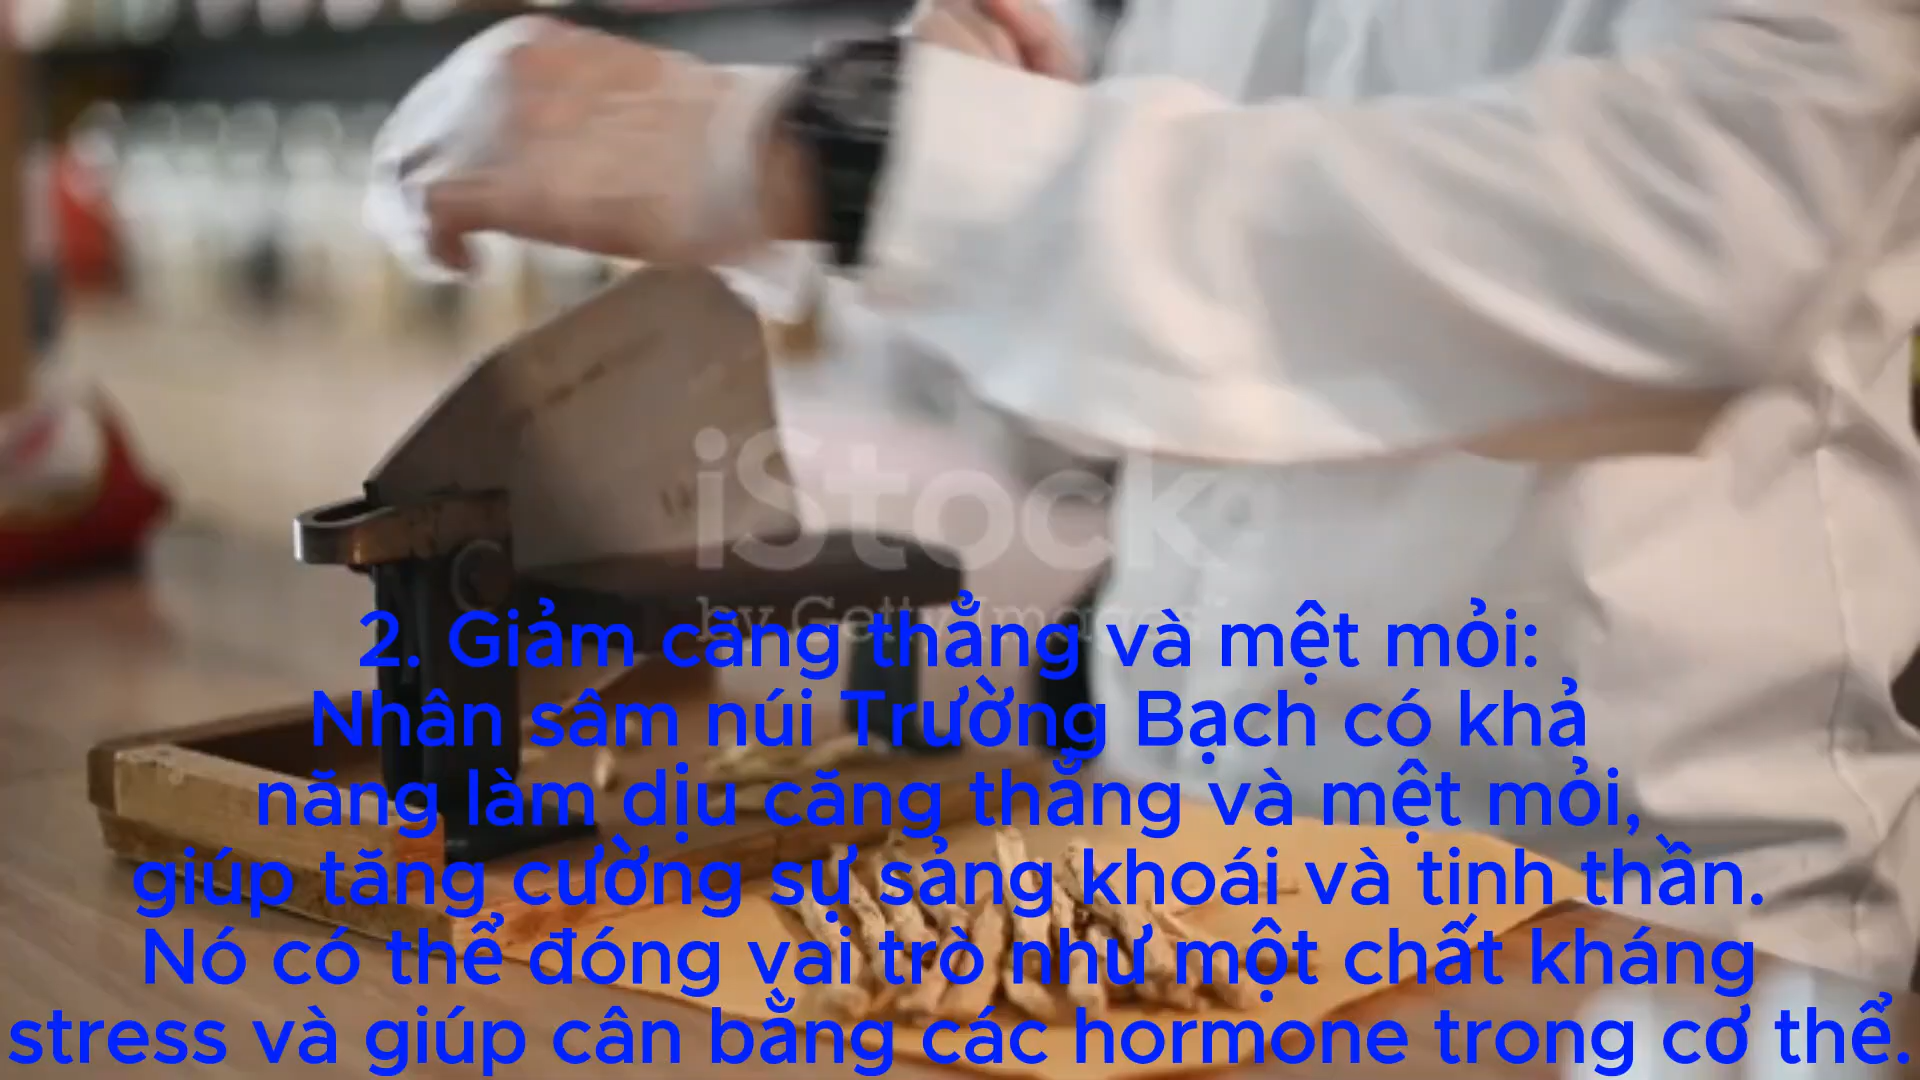 iStock
by Getty Images
2. Giảm căng thẳng và mệt mỏi:
Nhân sâm núi Trường Bạch có khả
năng làm dịu căng thẳng và mệt mỏi,
giúp tăng cường sự sảng khoái và tinh thần.
Nó có thể đóng vai trò như một chất kháng
stress và giúp cân bằng các hormone trong cơ thể.